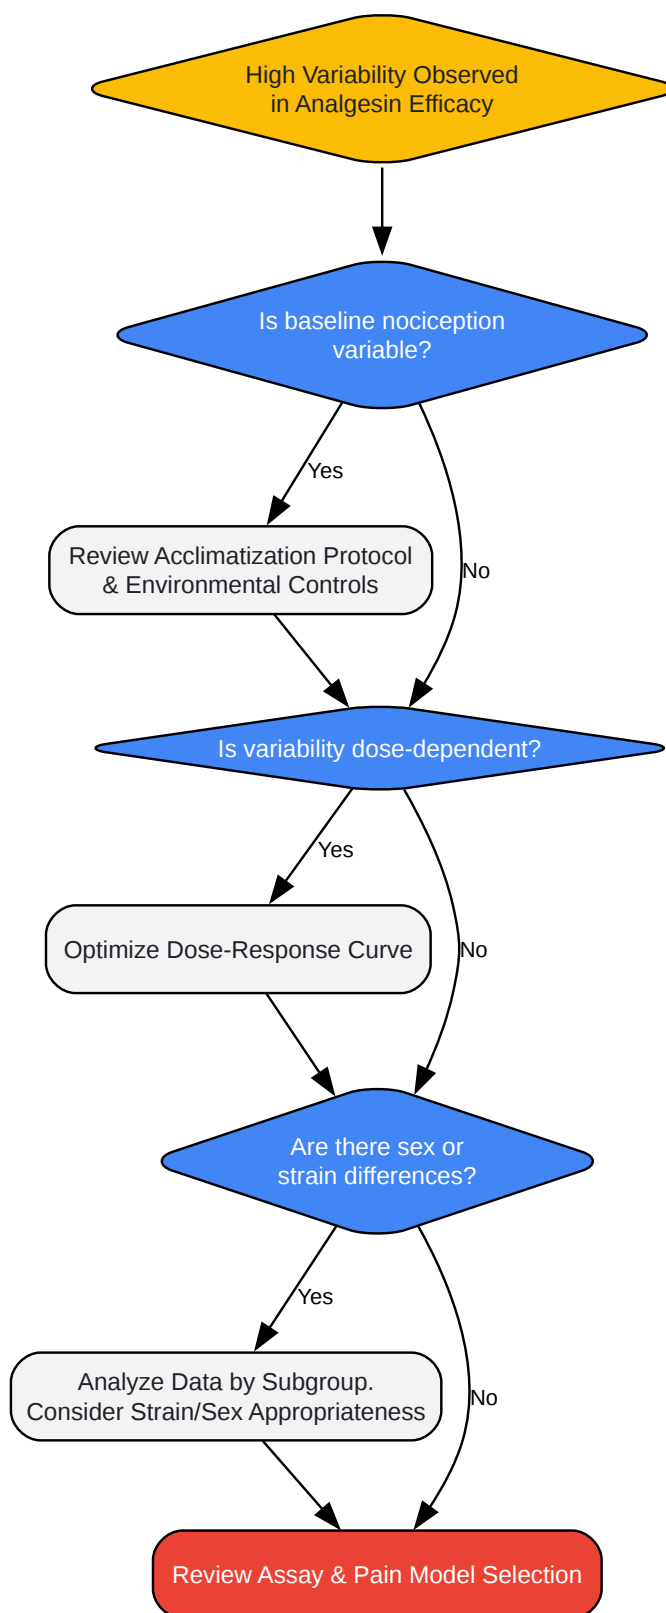 High Variability Observed
in Analgesin Efficacy
Is baseline nociception
variable?
Yes
Review Acclimatization Protocol
& Environmental Controls
No
Is variability dose-dependent?
Yes
Optimize Dose-Response Curve
No
Are there sex or
strain differences?
Yes
Analyze Data by Subgroup.
Consider Strain/Sex Appropriateness
No
Review Assay & Pain Model Selection